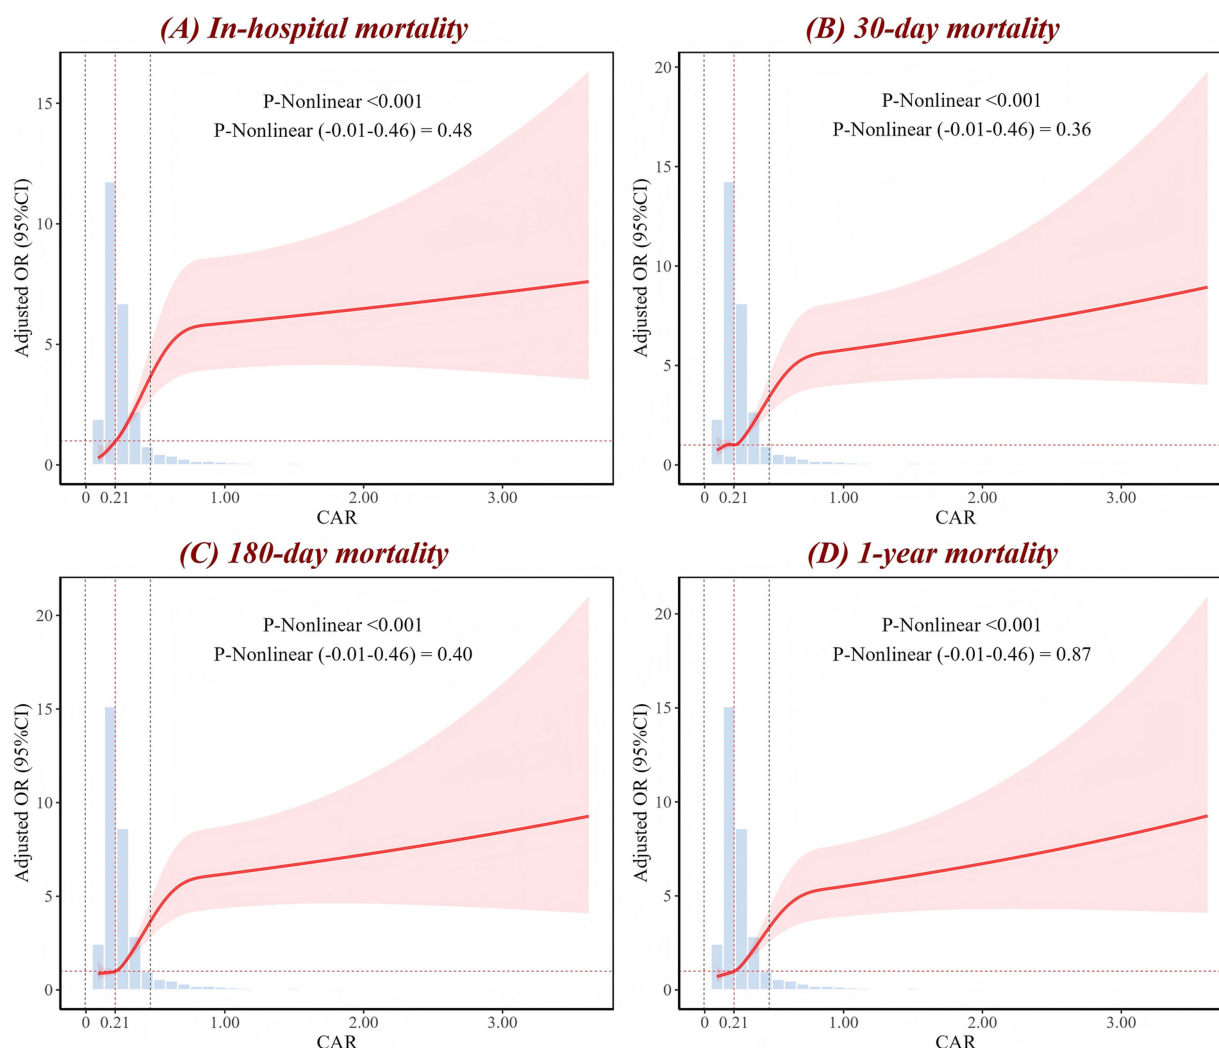 (A) In-hospital mortality
P-Nonlinear <0.001
P-Nonlinear (-0.01-0.46) = 0.48
Adjusted OR (95%CI)
15
10
5
0
0 0.21 1.00 2.00 3.00
CAR
(B) 30-day mortality
P-Nonlinear <0.001
P-Nonlinear (-0.01-0.46) = 0.36
Adjusted OR (95%CI)
20
15
10
5
0
0 0.21 1.00 2.00 3.00
CAR
(C) 180-day mortality
P-Nonlinear <0.001
P-Nonlinear (-0.01-0.46) = 0.40
Adjusted OR (95%CI)
20
15
10
5
0
0 0.21 1.00 2.00 3.00
CAR
(D) 1-year mortality
P-Nonlinear <0.001
P-Nonlinear (-0.01-0.46) = 0.87
Adjusted OR (95%CI)
20
15
10
5
0
0 0.21 1.00 2.00 3.00
CAR